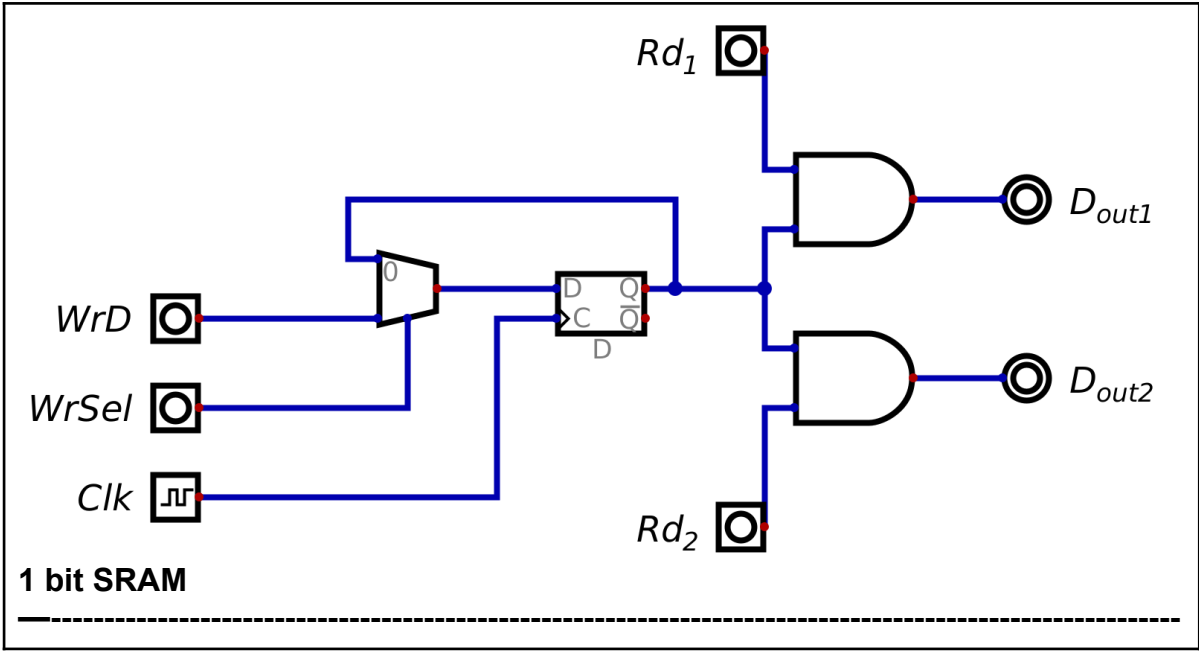 Rd1
Dout1
0
D Q
WrD
C Q̅
D
WrSel
Dout2
Clk
Rd2
1 bit SRAM